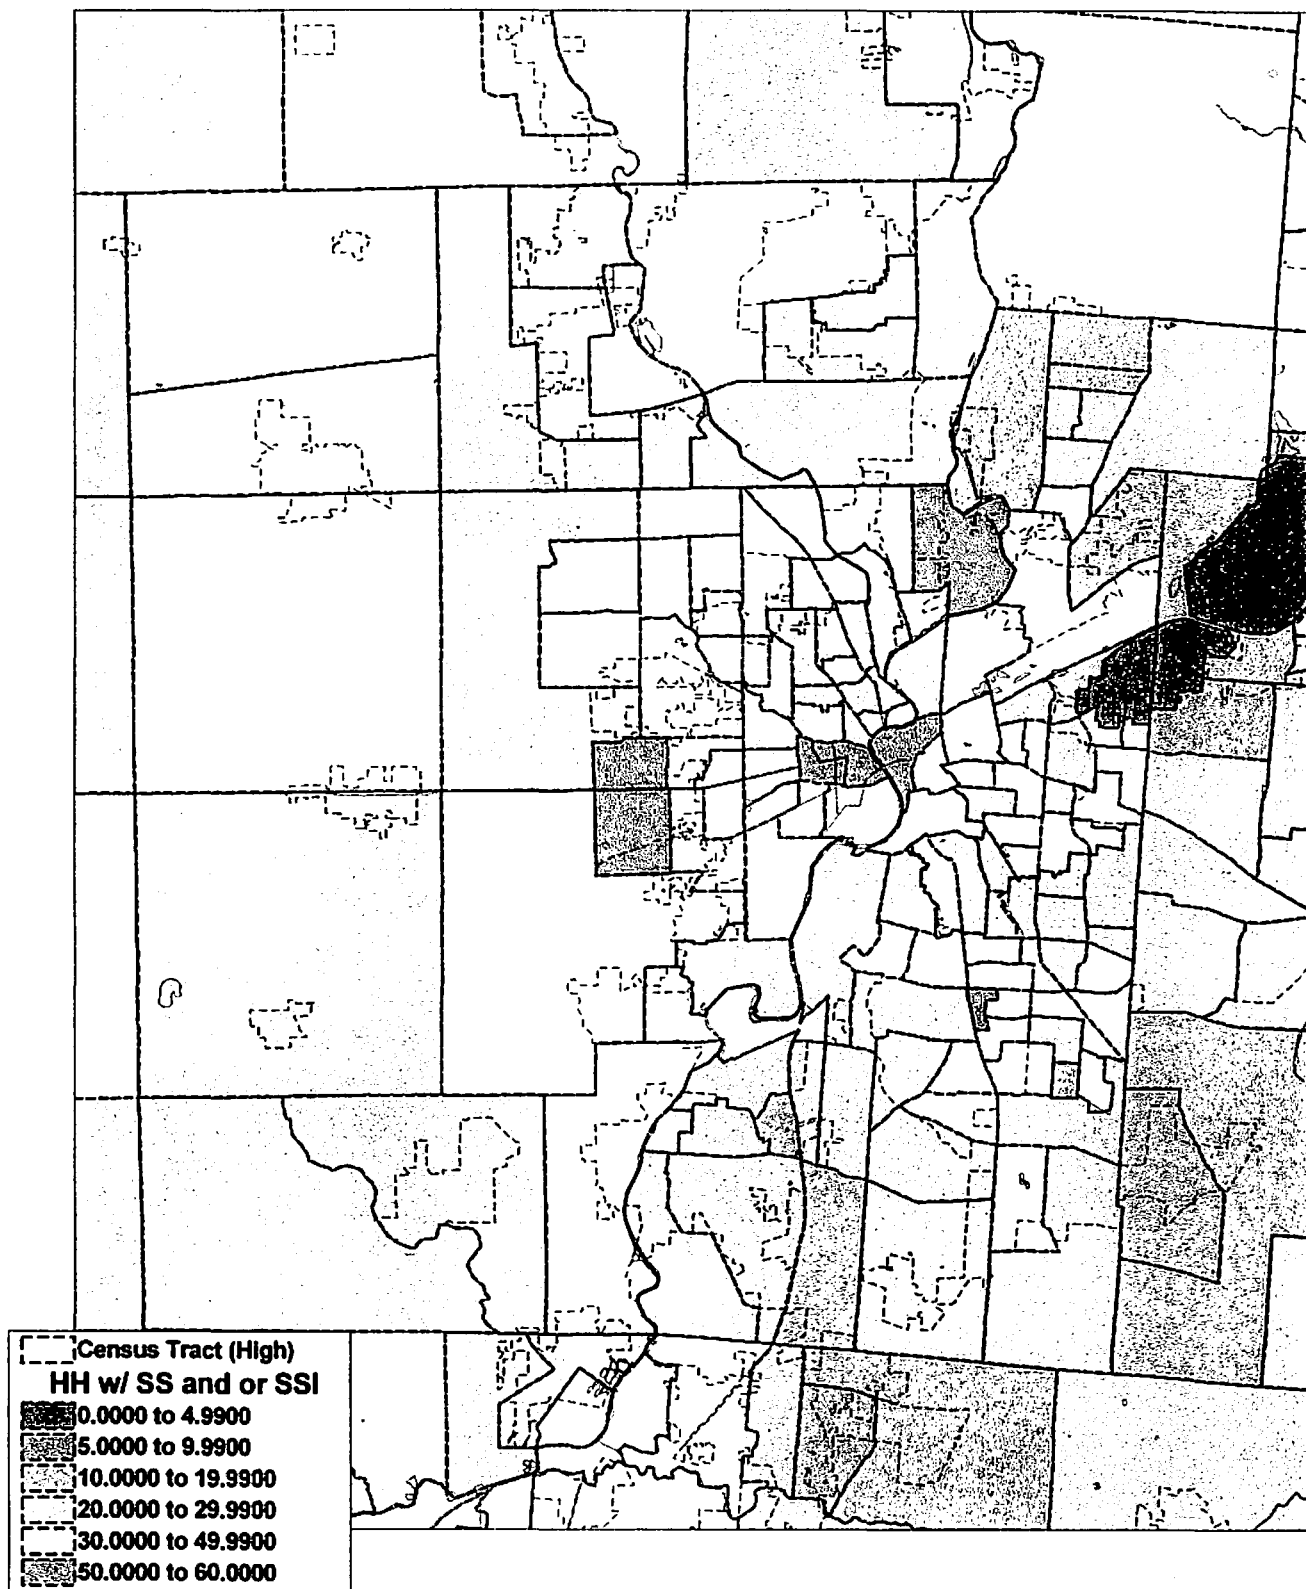 Census Tract (High)
HH w/ SS and or SSI
0.0000 to 4.9900
5.0000 to 9.9900
10.0000 to 19.9900
20.0000 to 29.9900
30.0000 to 49.9900
50.0000 to 60.0000